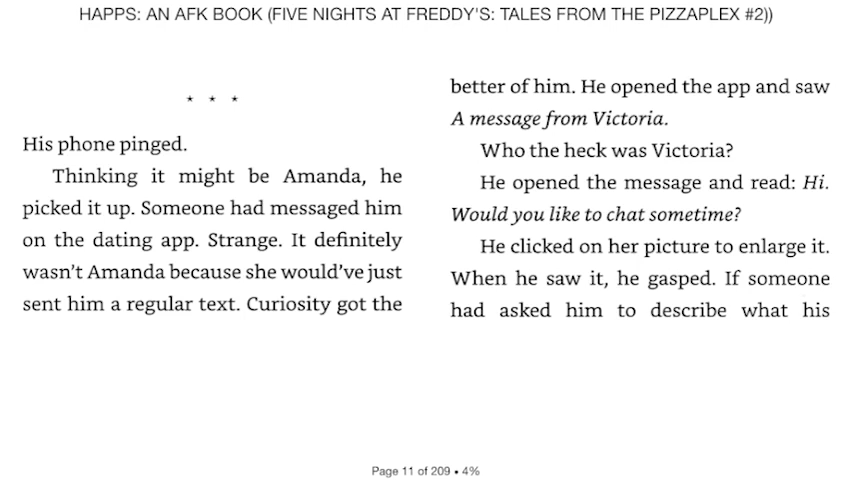 HAPPS: AN AFK BOOK (FIVE NIGHTS AT FREDDY'S: TALES FROM THE PIZZAPLEX #2))
* * *
His phone pinged.
Thinking it might be Amanda, he
picked it up. Someone had messaged him
on the dating app. Strange. It definitely
wasn’t Amanda because she would’ve just
sent him a regular text. Curiosity got the
better of him. He opened the app and saw
A message from Victoria.
Who the heck was Victoria?
He opened the message and read: Hi.
Would you like to chat sometime?
He clicked on her picture to enlarge it.
When he saw it, he gasped. If someone
had asked him to describe what his
Page 11 of 209 • 4%